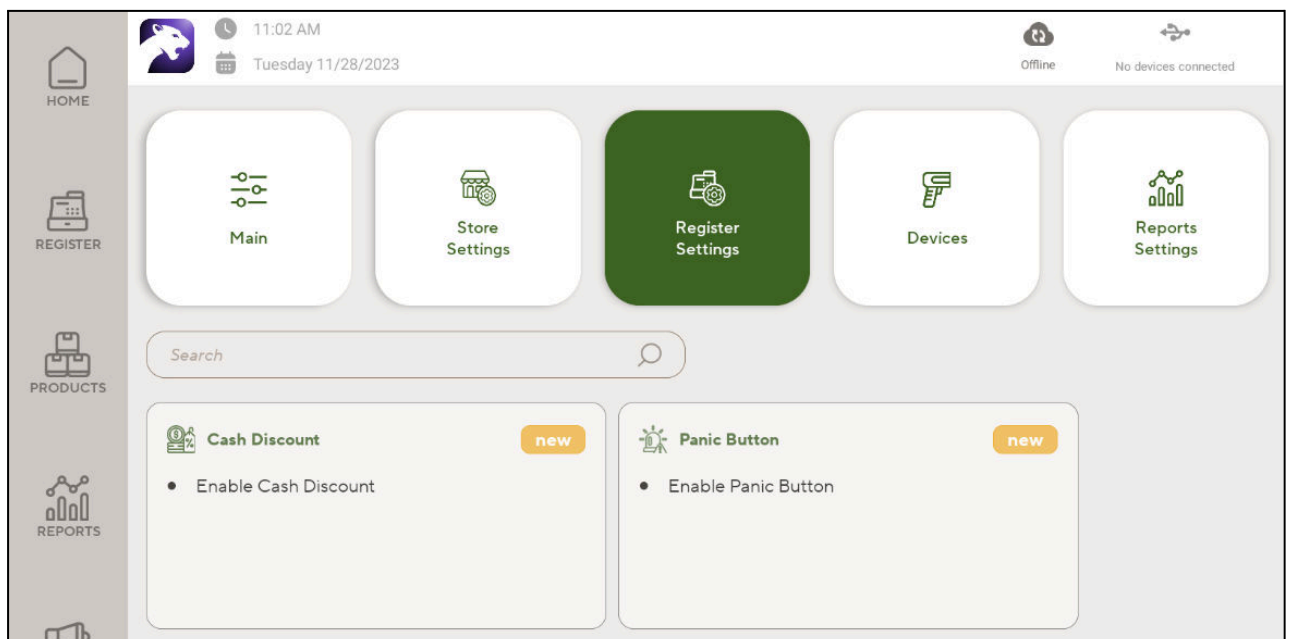 11:02 AM
Tuesday 11/28/2023
Offline
No devices connected
HOME
REGISTER
PRODUCTS
REPORTS
Main
Store
Settings
Register
Settings
Devices
Reports
Settings
Search
Cash Discount
new
Enable Cash Discount
Panic Button
new
Enable Panic Button